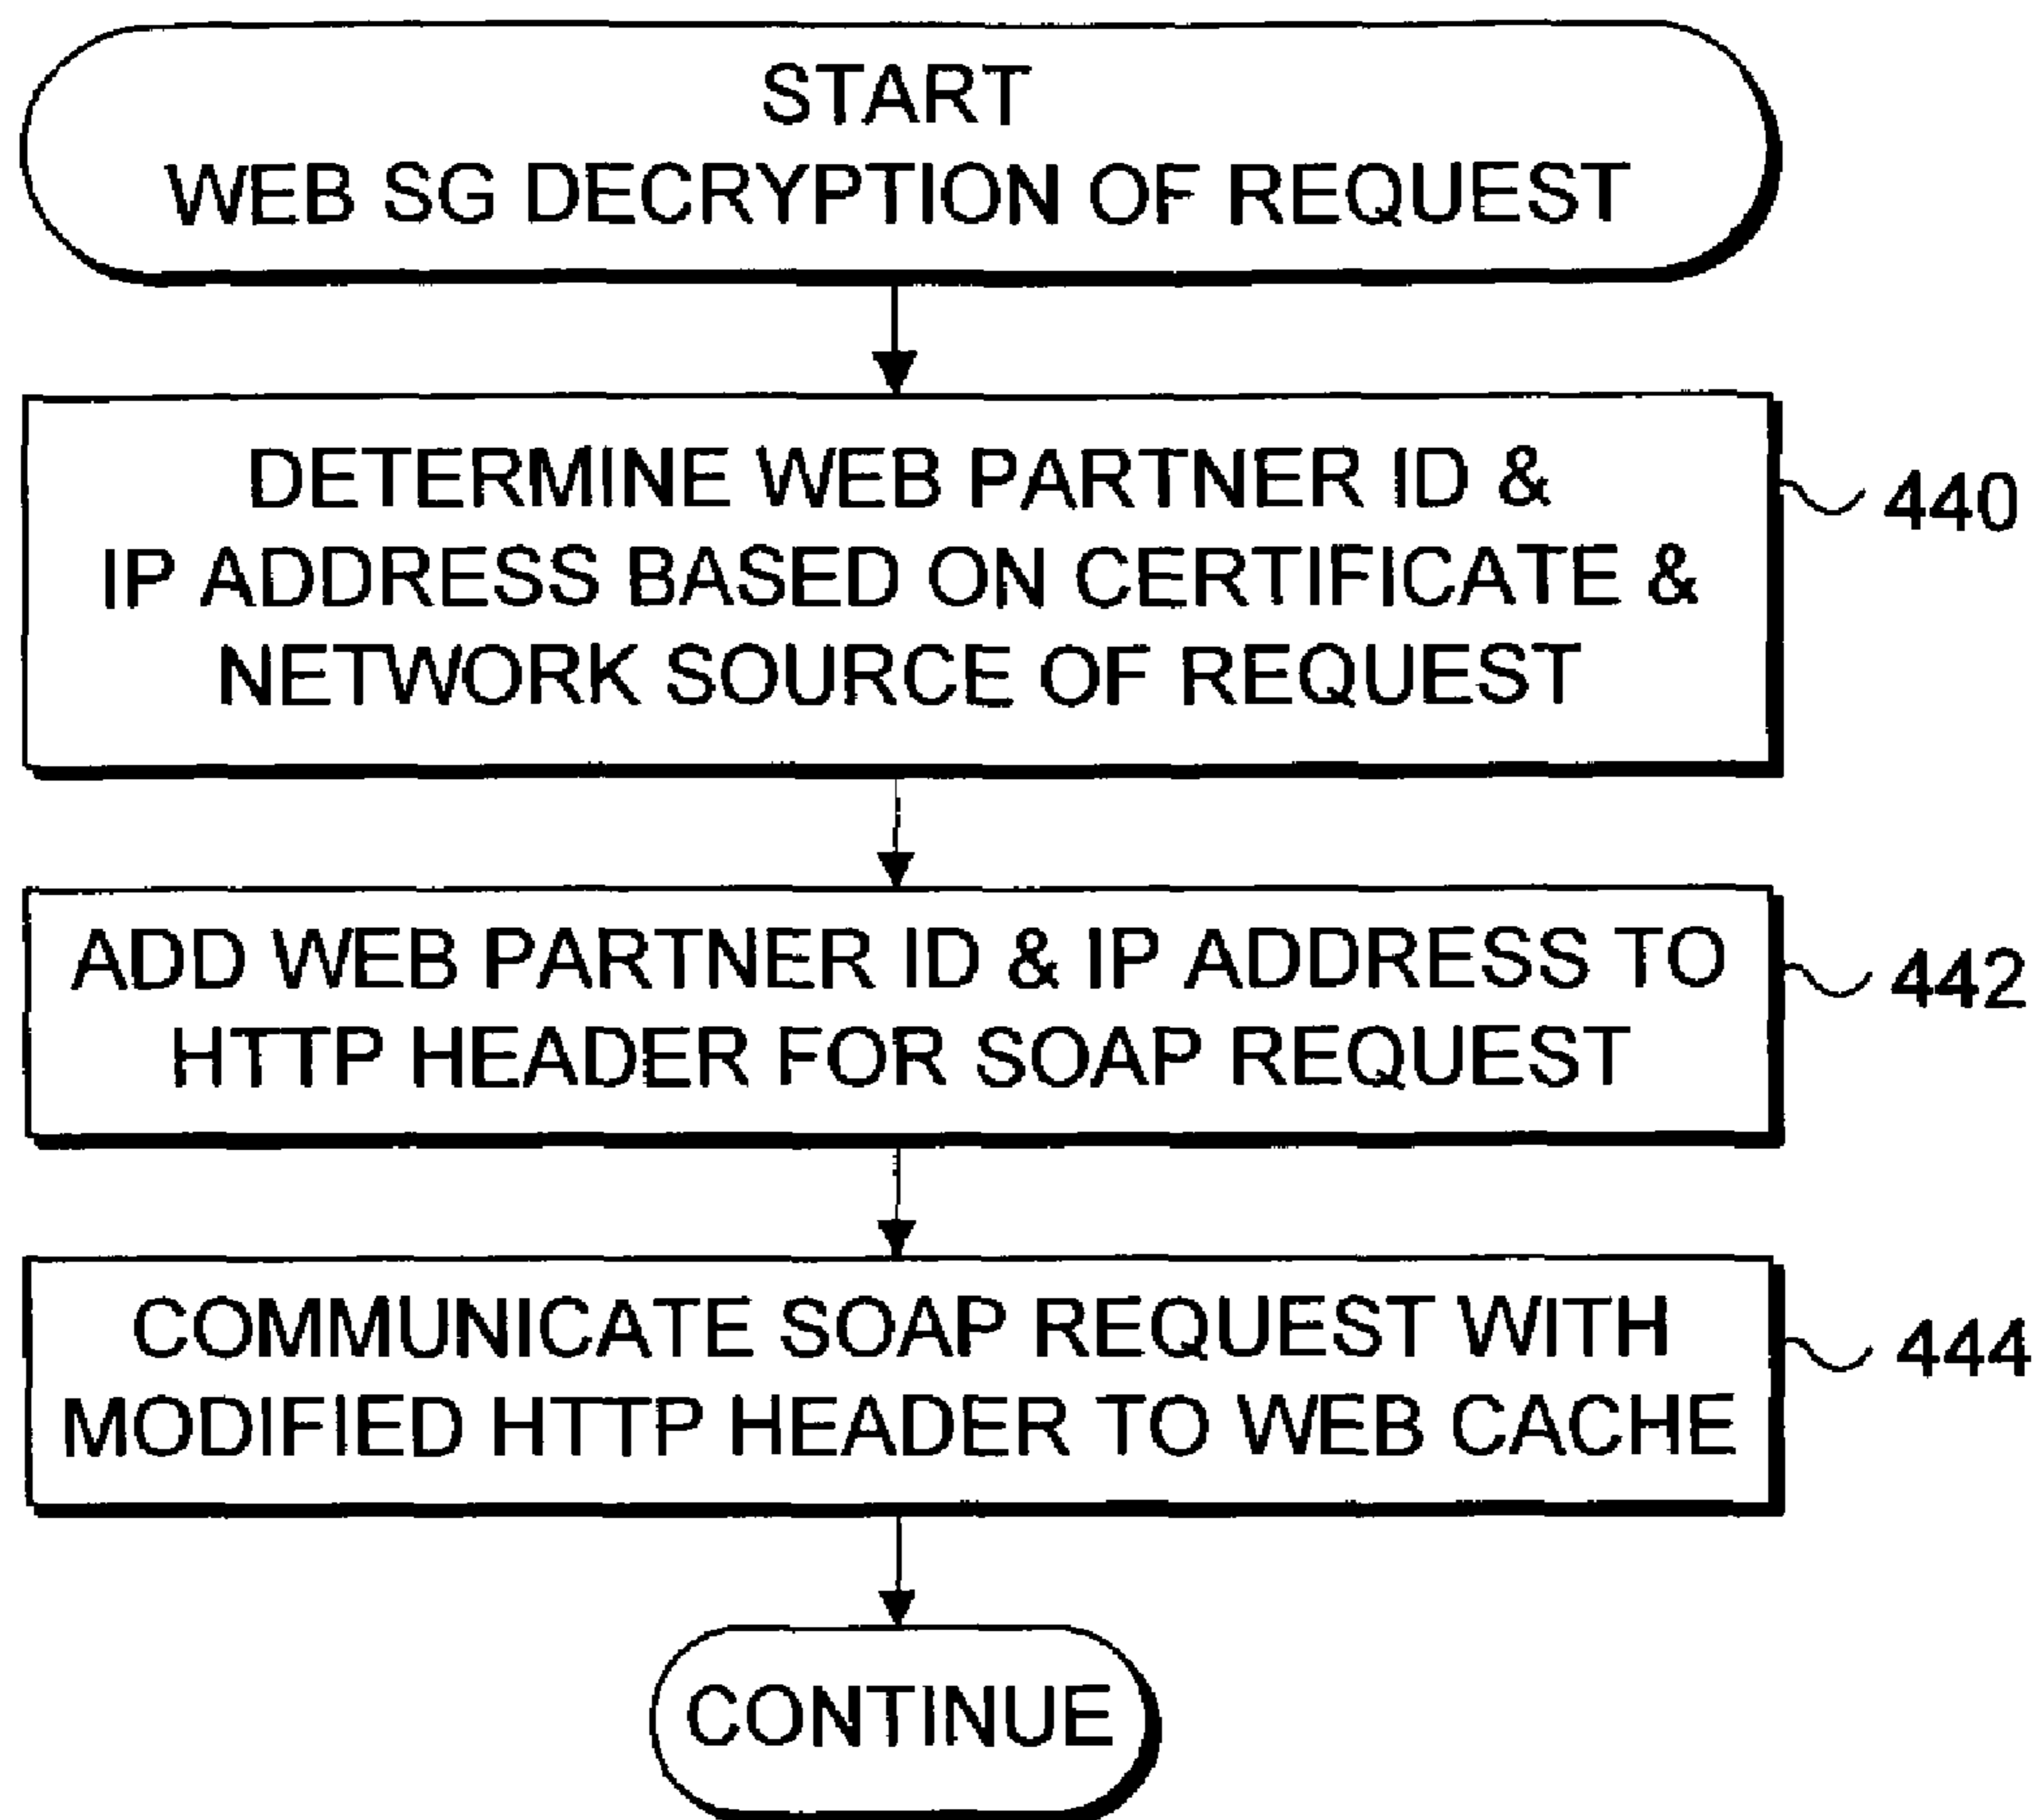 START
WEB SG DECRYPTION OF REQUEST
DETERMINE WEB PARTNER ID &
IP ADDRESS BASED ON CERTIFICATE &
NETWORK SOURCE OF REQUEST
440
ADD WEB PARTNER ID & IP ADDRESS TO
HTTP HEADER FOR SOAP REQUEST
442
COMMUNICATE SOAP REQUEST WITH
MODIFIED HTTP HEADER TO WEB CACHE
444
CONTINUE